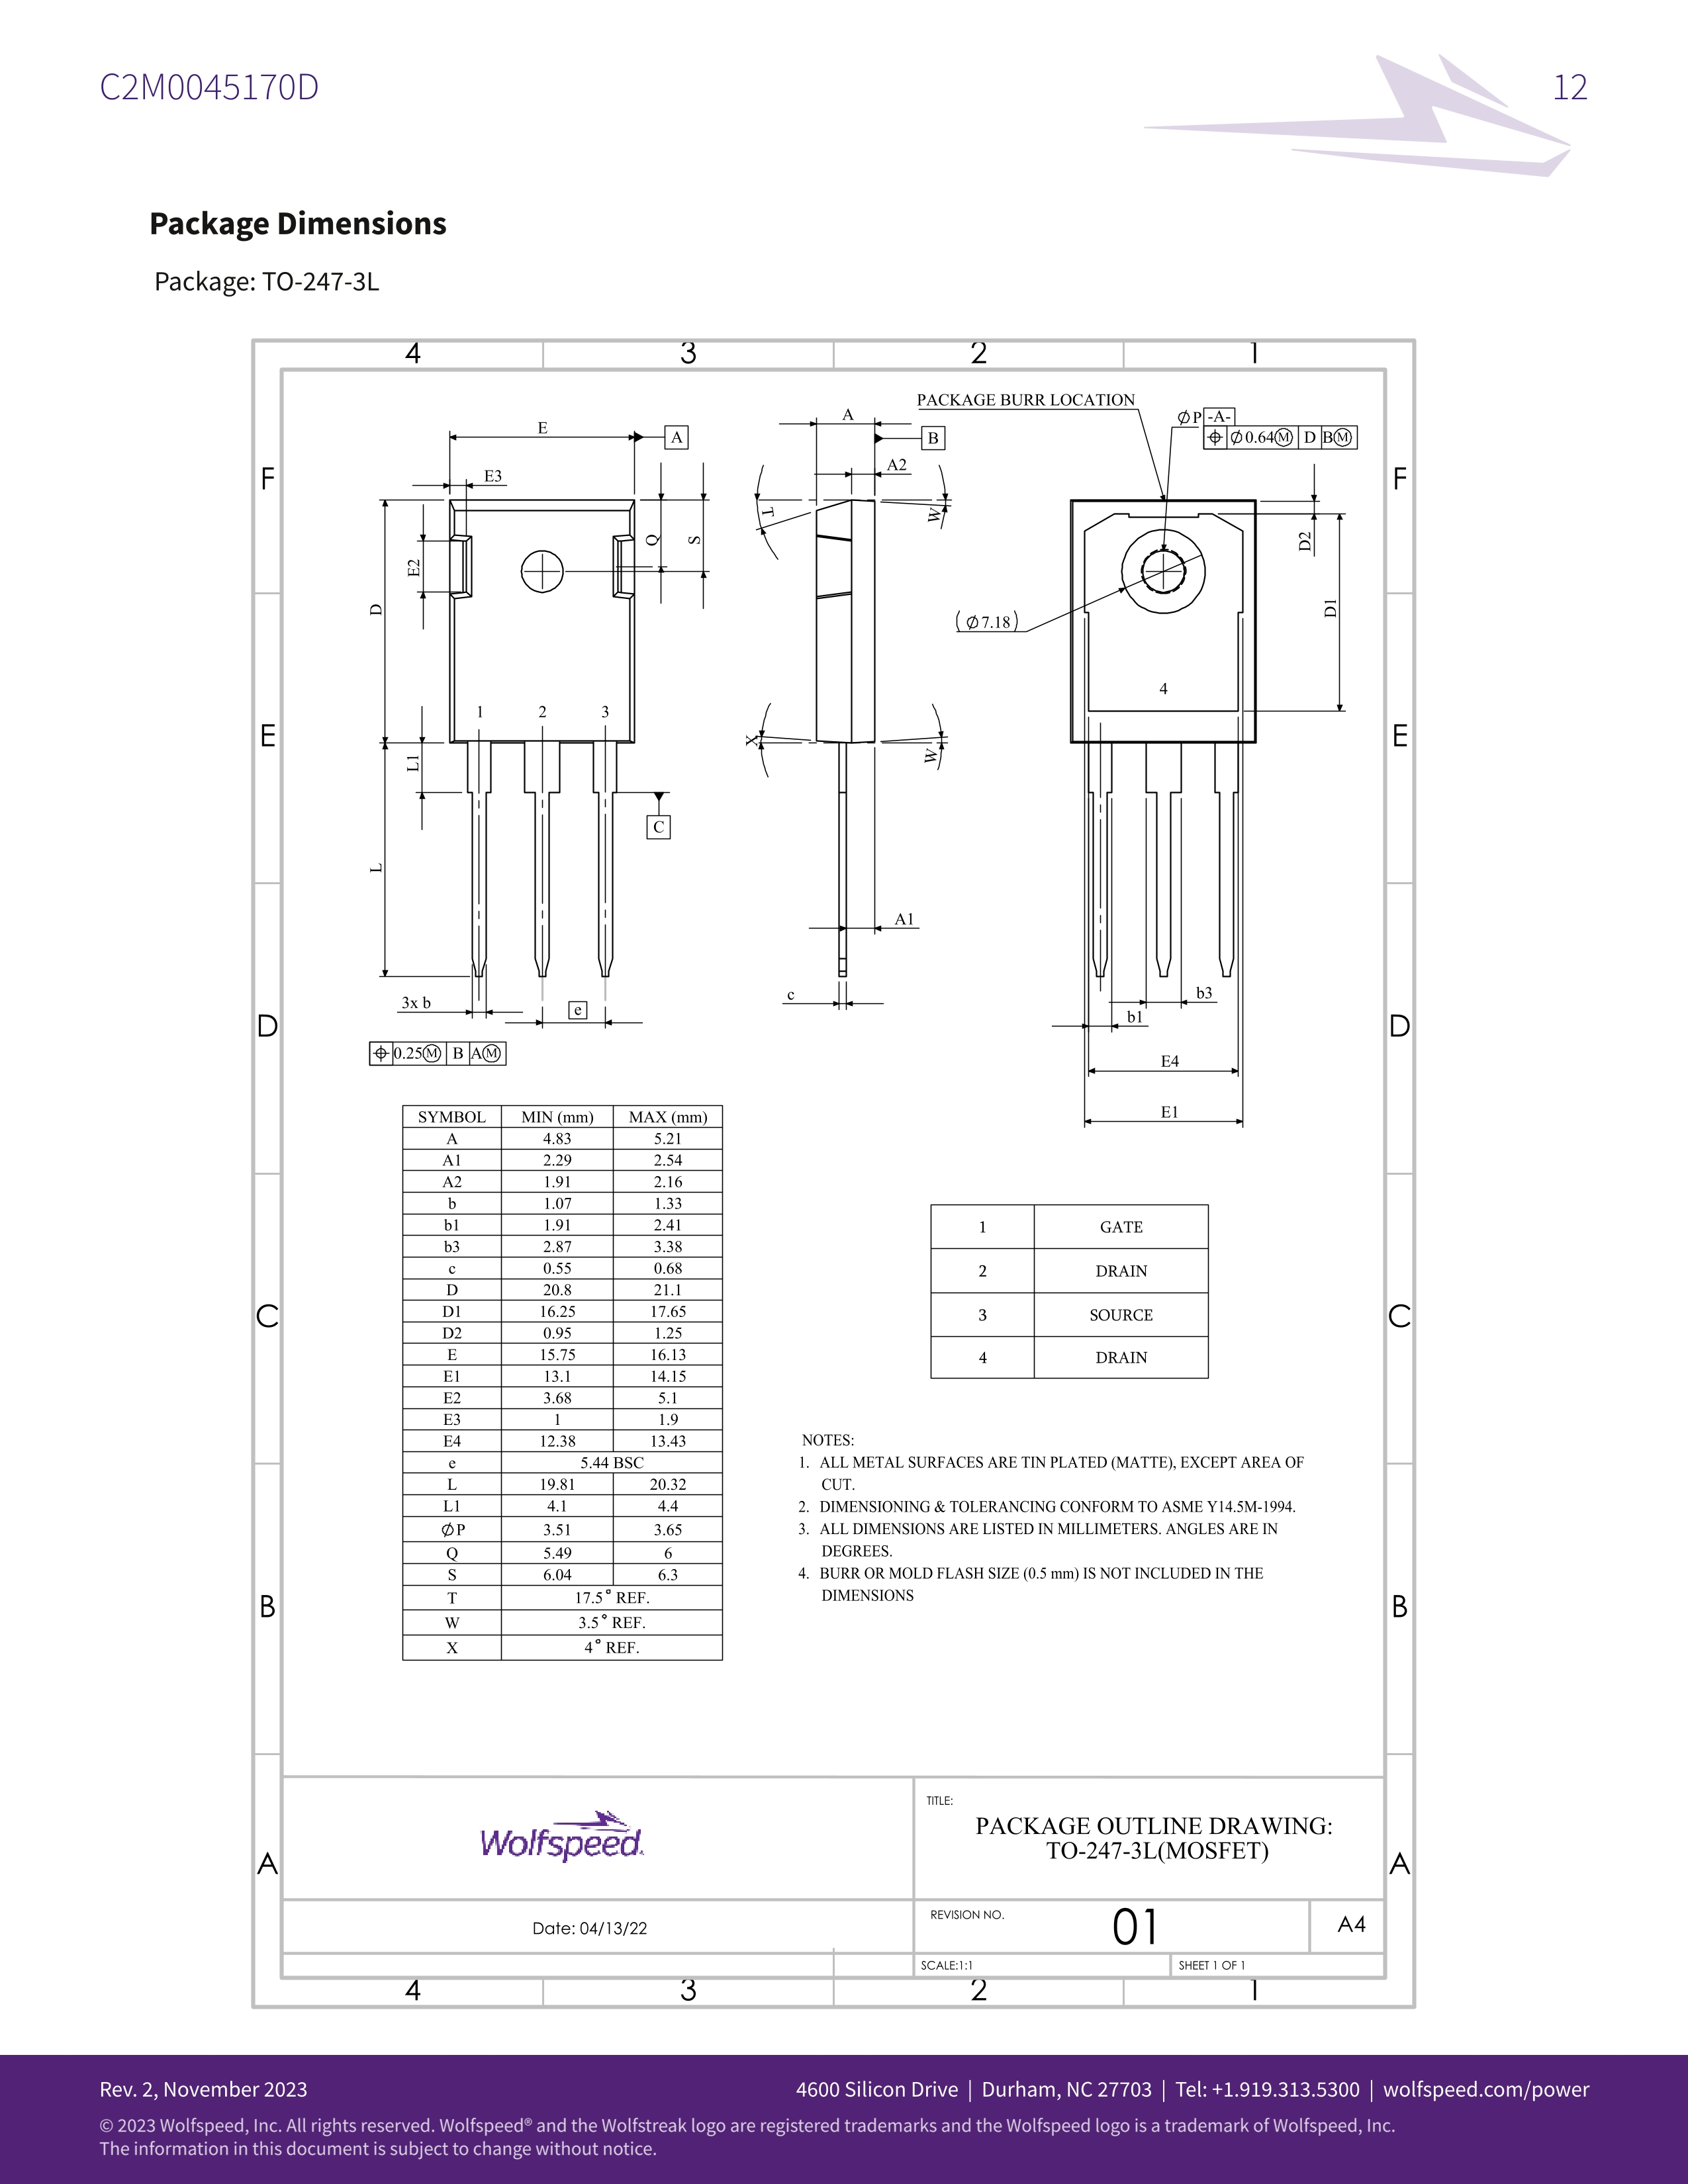 C2M0045170D
12
Package Dimensions
Package: TO-247-3L
4 3 2 1
F F
E E
D D
C C
B B
A A
PACKAGE BURR LOCATION
E
A
E3
D
E2
Q
S
1 2 3
L1
L
C
3x b
e
⌖ 0.25Ⓜ B AⓂ
A
B
A2
T
W
X
W
A1
c
∅P -A-
⌖ ∅0.64Ⓜ D BⓂ
D2
D1
(∅7.18)
4
b3
b1
E4
E1
SYMBOL MIN (mm) MAX (mm)
A 4.83 5.21
A1 2.29 2.54
A2 1.91 2.16
b 1.07 1.33
b1 1.91 2.41
b3 2.87 3.38
c 0.55 0.68
D 20.8 21.1
D1 16.25 17.65
D2 0.95 1.25
E 15.75 16.13
E1 13.1 14.15
E2 3.68 5.1
E3 1 1.9
E4 12.38 13.43
e 5.44 BSC
L 19.81 20.32
L1 4.1 4.4
∅P 3.51 3.65
Q 5.49 6
S 6.04 6.3
T 17.5° REF.
W 3.5° REF.
X 4° REF.
1 GATE
2 DRAIN
3 SOURCE
4 DRAIN
NOTES:
1. ALL METAL SURFACES ARE TIN PLATED (MATTE), EXCEPT AREA OF
CUT.
2. DIMENSIONING & TOLERANCING CONFORM TO ASME Y14.5M-1994.
3. ALL DIMENSIONS ARE LISTED IN MILLIMETERS. ANGLES ARE IN
DEGREES.
4. BURR OR MOLD FLASH SIZE (0.5 mm) IS NOT INCLUDED IN THE
DIMENSIONS
Wolfspeed.
TITLE:
PACKAGE OUTLINE DRAWING:
TO-247-3L(MOSFET)
Date: 04/13/22
REVISION NO.
01
A4
SCALE:1:1
SHEET 1 OF 1
4 3 2 1
Rev. 2, November 2023
4600 Silicon Drive | Durham, NC 27703 | Tel: +1.919.313.5300 | wolfspeed.com/power
© 2023 Wolfspeed, Inc. All rights reserved. Wolfspeed® and the Wolfstreak logo are registered trademarks and the Wolfspeed logo is a trademark of Wolfspeed, Inc.
The information in this document is subject to change without notice.